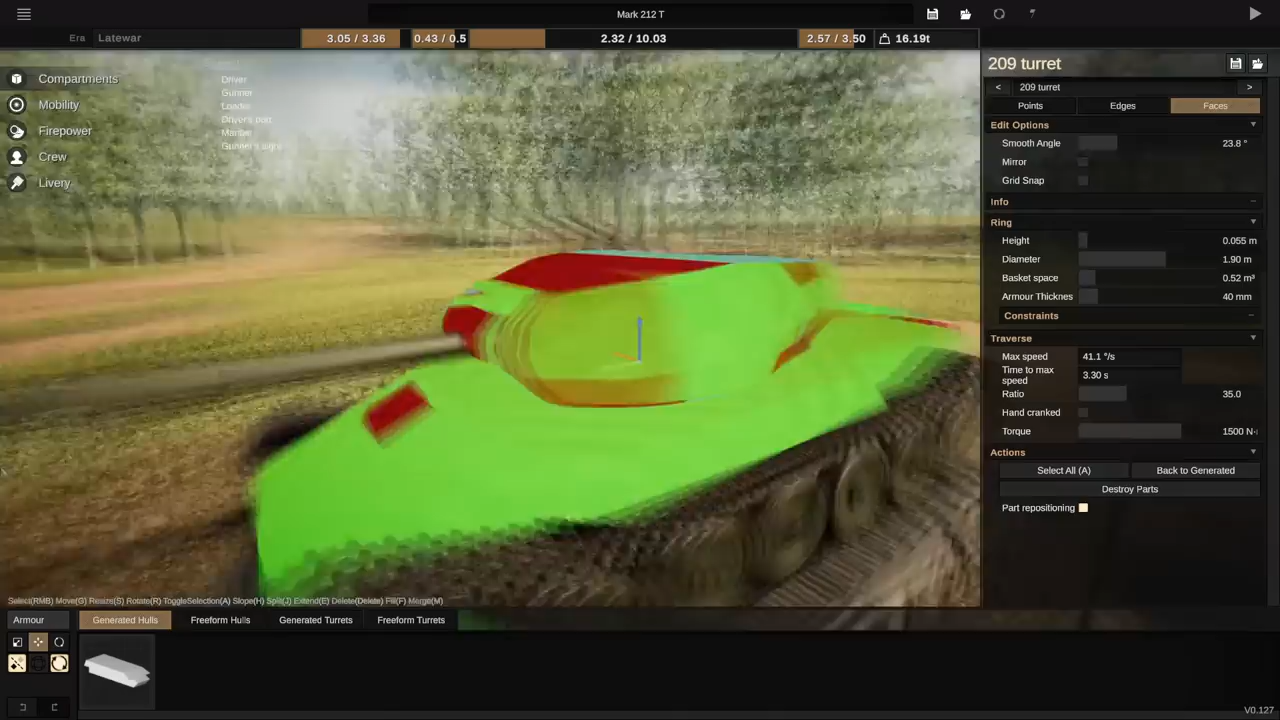 Mark 212 T
Era Latewar 3.05 / 3.36 0.43 / 0.5 2.32 / 10.03 2.57 / 3.50 16.19t
209 turret
Compartments
Mobility
Firepower
Crew
Livery
Driver
Gunner
Loader
Driver's port
Mantlet
Gunner's sight
< 209 turret >
Points Edges Faces
Edit Options
Smooth Angle 23.8 °
Mirror
Grid Snap
Info
Ring
Height 0.055 m
Diameter 1.90 m
Basket space 0.52 m³
Armour Thicknes 40 mm
Constraints
Traverse
Max speed 41.1 °/s
Time to max speed 3.30 s
Ratio 35.0
Hand cranked
Torque 1500 N·
Actions
Select All (A) Back to Generated
Destroy Parts
Part repositioning
Select(RMB) Move(G) Resize(S) Rotate(R) ToggleSelection(A) Slope(H) Split(J) Extend(E) Delete(Delete) Fill(F) Merge(M)
Armour Generated Hulls Freeform Hulls Generated Turrets Freeform Turrets
V0.127